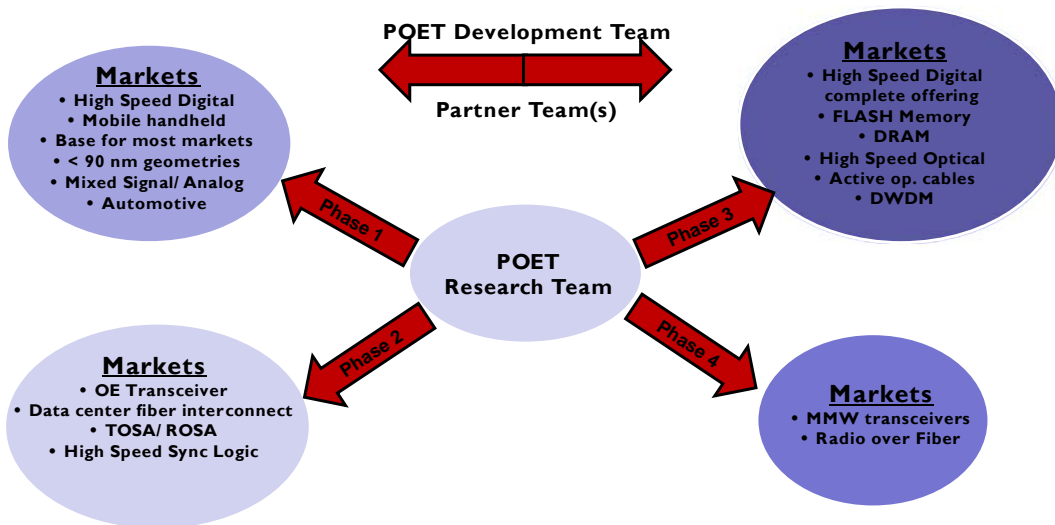 POET Development Team
Partner Team(s)
Markets
• High Speed Digital
• Mobile handheld
• Base for most markets
• < 90 nm geometries
• Mixed Signal/ Analog
• Automotive
Markets
• High Speed Digital
complete offering
• FLASH Memory
• DRAM
• High Speed Optical
• Active op. cables
• DWDM
Phase 1
Phase 3
POET
Research Team
Phase 2
Phase 4
Markets
• OE Transceiver
• Data center fiber interconnect
• TOSA/ ROSA
• High Speed Sync Logic
Markets
• MMW transceivers
• Radio over Fiber